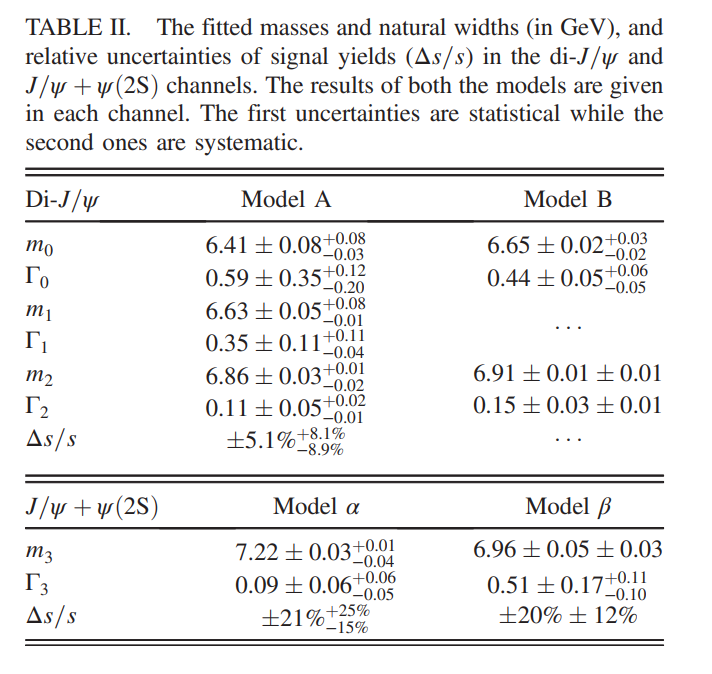 TABLE II. The fitted masses and natural widths (in GeV), and
relative uncertainties of signal yields (Δs/s) in the di-J/ψ and
J/ψ + ψ(2S) channels. The results of both the models are given
in each channel. The first uncertainties are statistical while the
second ones are systematic.
Di-J/ψ Model A Model B
m₀ 6.41 ± 0.08 +0.08 −0.03 6.65 ± 0.02 +0.03 −0.02
Γ₀ 0.59 ± 0.35 +0.12 −0.20 0.44 ± 0.05 +0.06 −0.05
m₁ 6.63 ± 0.05 +0.08 −0.01 ...
Γ₁ 0.35 ± 0.11 +0.11 −0.04
m₂ 6.86 ± 0.03 +0.01 −0.02 6.91 ± 0.01 ± 0.01
Γ₂ 0.11 ± 0.05 +0.02 −0.01 0.15 ± 0.03 ± 0.01
Δs/s ±5.1% +8.1% −8.9% ...
J/ψ + ψ(2S) Model α Model β
m₃ 7.22 ± 0.03 +0.01 −0.04 6.96 ± 0.05 ± 0.03
Γ₃ 0.09 ± 0.06 +0.06 −0.05 0.51 ± 0.17 +0.11 −0.10
Δs/s ±21% +25% −15% ±20% ± 12%